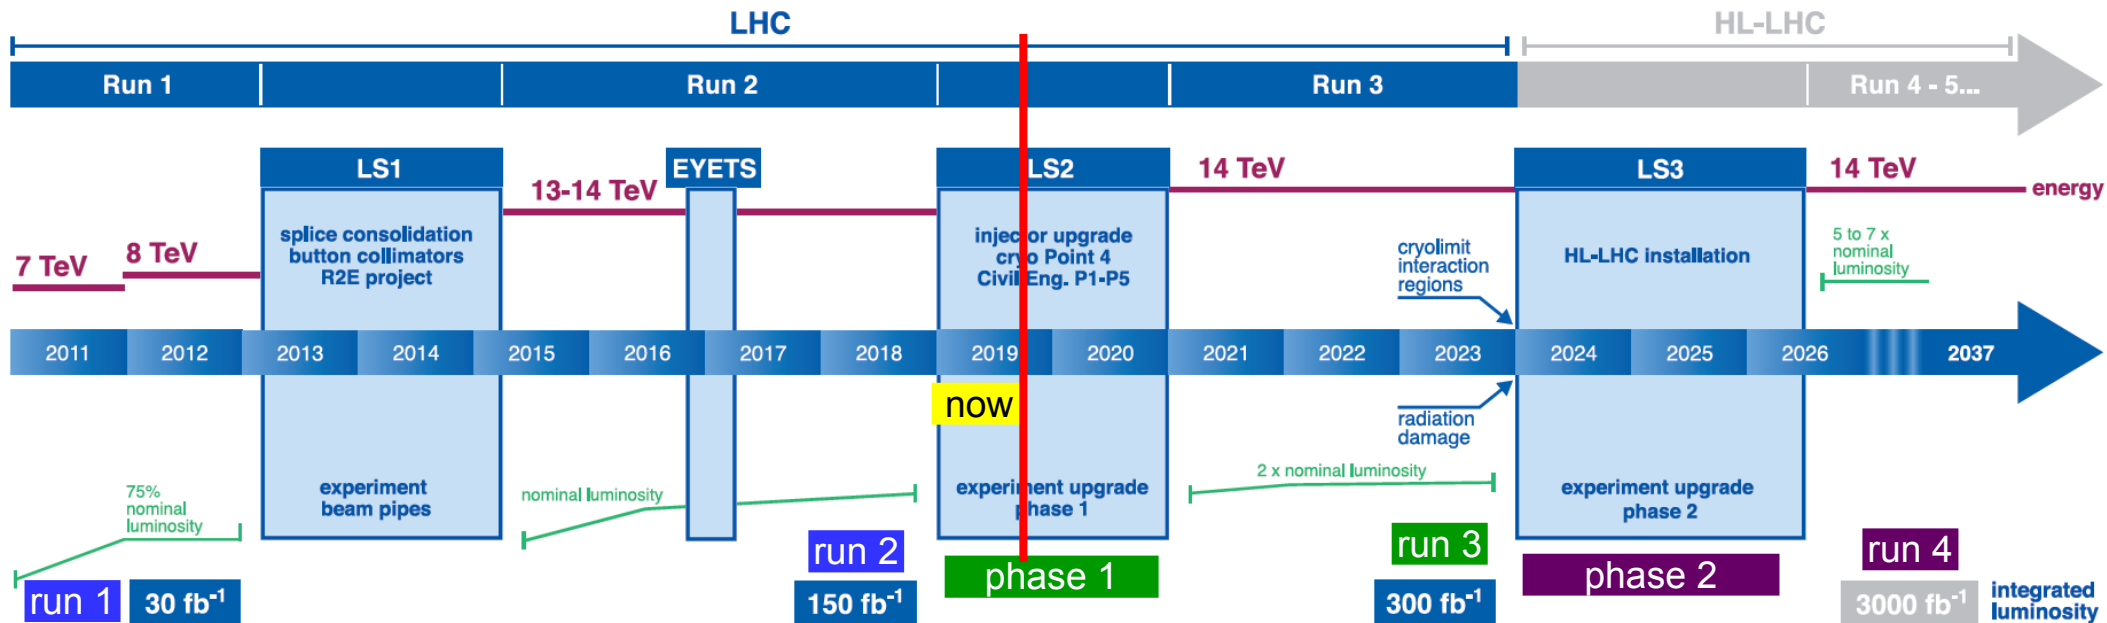 LHC
HL-LHC
Run 1
Run 2
Run 3
Run 4 - 5...
LS1
EYETS
LS2
14 TeV
LS3
14 TeV
13-14 TeV
energy
7 TeV
8 TeV
splice consolidation
button collimators
R2E project
injector upgrade
cryo Point 4
Civil Eng. P1-P5
cryolimit
interaction
regions
HL-LHC installation
5 to 7 x
nominal
luminosity
2011
2012
2013
2014
2015
2016
2017
2018
2019
2020
2021
2022
2023
2024
2025
2026
2037
now
radiation
damage
75%
nominal
luminosity
experiment
beam pipes
nominal luminosity
experiment upgrade
phase 1
2 x nominal luminosity
experiment upgrade
phase 2
run 1
30 fb⁻¹
run 2
150 fb⁻¹
phase 1
run 3
300 fb⁻¹
phase 2
run 4
3000 fb⁻¹
integrated
luminosity